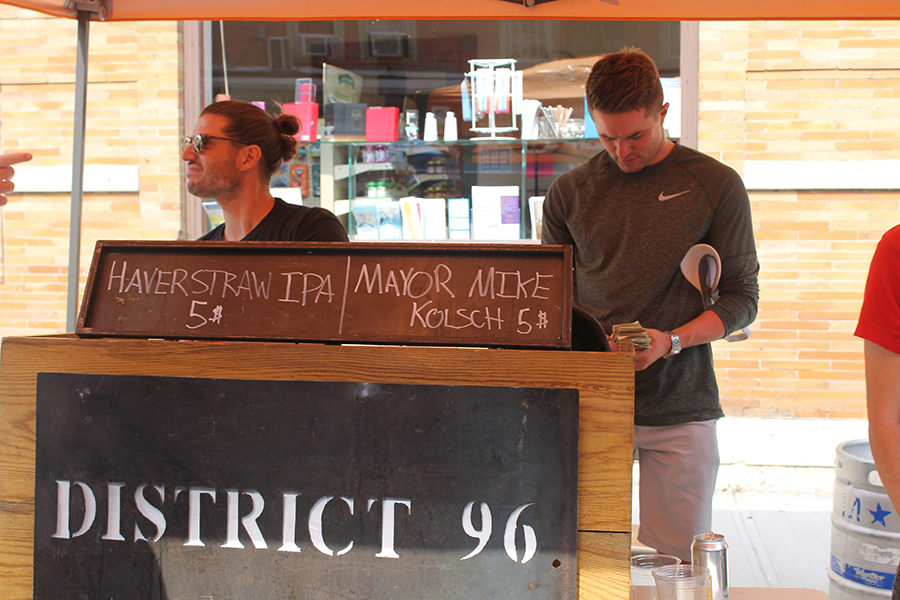 HAVERSTRAW IPA
5$
MAYOR MIKE
KOLSCH 5$
DISTRICT 96